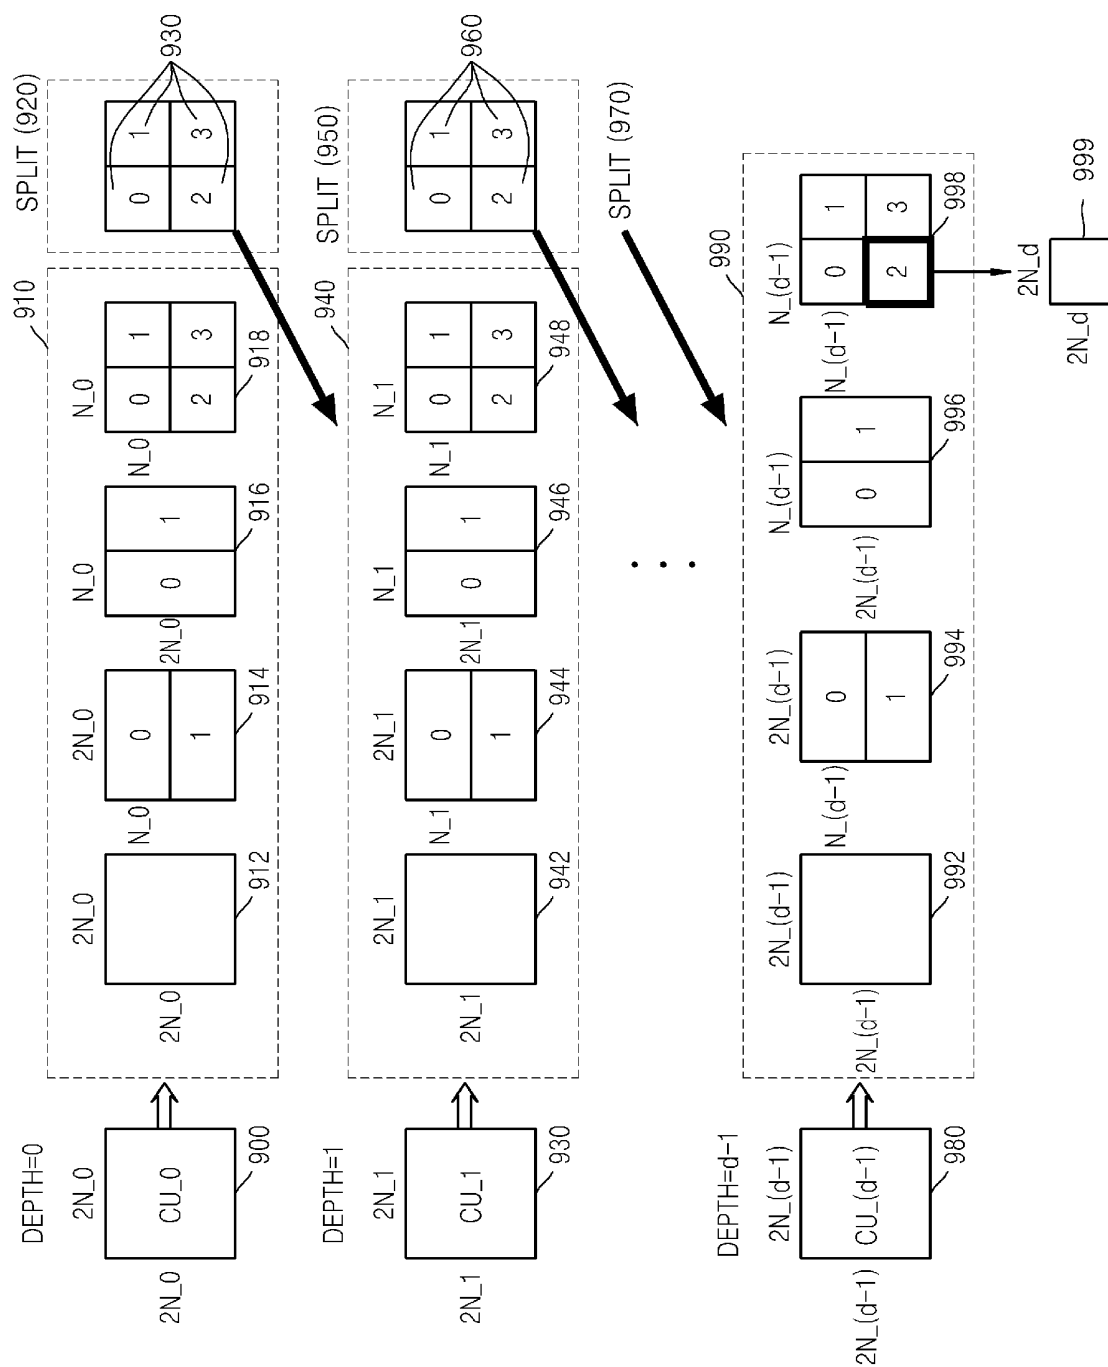 DEPTH=0
2N_0
2N_0
CU_0
900
910
2N_0
2N_0
912
2N_0
N_0
0
1
914
N_0
2N_0
0
1
916
N_0
N_0
0
1
2
3
918
SPLIT (920)
0
1
2
3
930
DEPTH=1
2N_1
2N_1
CU_1
930
940
2N_1
2N_1
942
2N_1
N_1
0
1
944
N_1
2N_1
0
1
946
N_1
N_1
0
1
2
3
948
SPLIT (950)
0
1
2
3
960
SPLIT (970)
DEPTH=d-1
2N_(d-1)
2N_(d-1)
CU_(d-1)
980
990
2N_(d-1)
2N_(d-1)
992
2N_(d-1)
N_(d-1)
0
1
994
N_(d-1)
2N_(d-1)
0
1
996
N_(d-1)
N_(d-1)
0
1
2
3
998
2N_d
2N_d
999